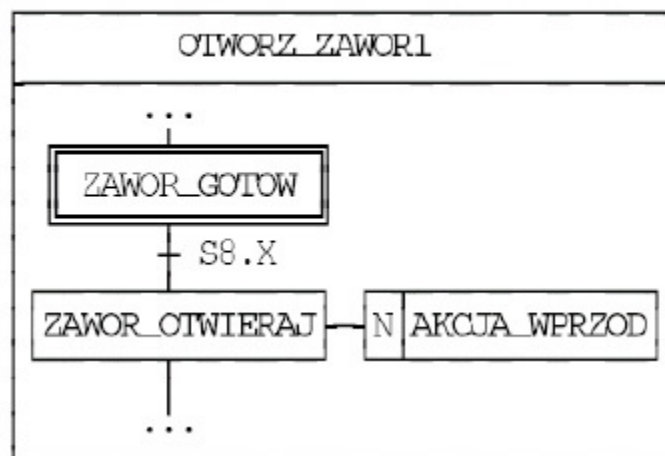 OTWORZ_ZAWOR1
...
ZAWOR_GOTOW
S8.X
ZAWOR_OTWIERAJ N AKCJA_WPRZOD
...